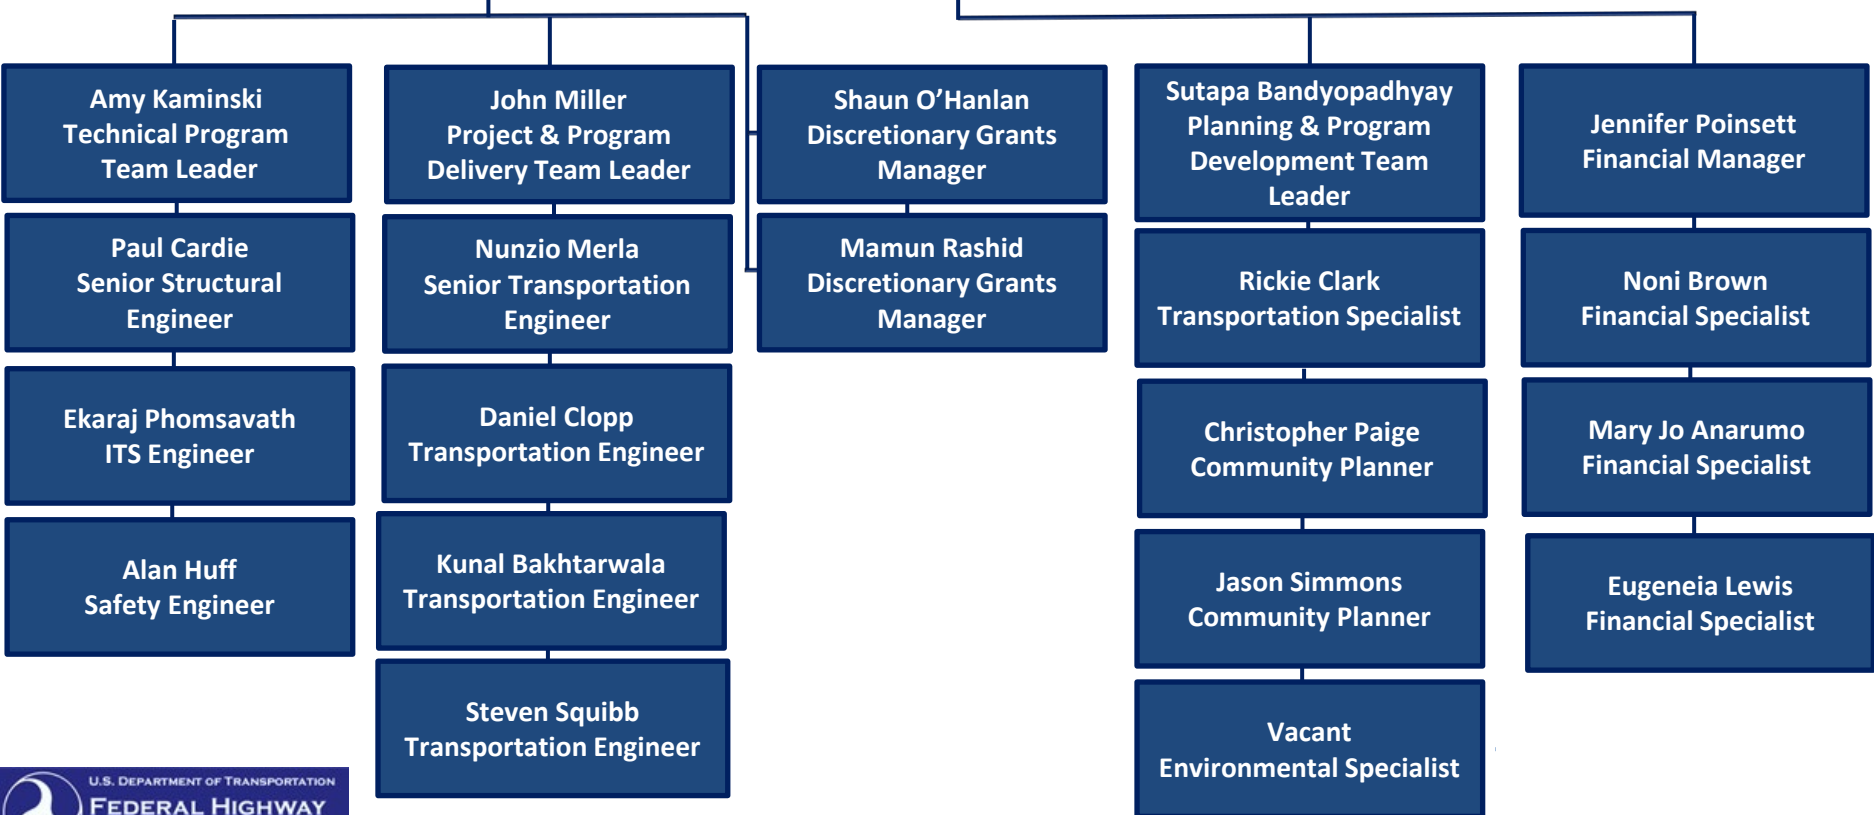 Amy Kaminski
Technical Program
Team Leader
Paul Cardie
Senior Structural
Engineer
Ekaraj Phomsavath
ITS Engineer
Alan Huff
Safety Engineer
John Miller
Project & Program
Delivery Team Leader
Nunzio Merla
Senior Transportation
Engineer
Daniel Clopp
Transportation Engineer
Kunal Bakhtarwala
Transportation Engineer
Steven Squibb
Transportation Engineer
Shaun O’Hanlan
Discretionary Grants
Manager
Mamun Rashid
Discretionary Grants
Manager
Sutapa Bandyopadhyay
Planning & Program
Development Team
Leader
Rickie Clark
Transportation Specialist
Christopher Paige
Community Planner
Jason Simmons
Community Planner
Vacant
Environmental Specialist
Jennifer Poinsett
Financial Manager
Noni Brown
Financial Specialist
Mary Jo Anarumo
Financial Specialist
Eugeneia Lewis
Financial Specialist
U.S. DEPARTMENT OF TRANSPORTATION
FEDERAL HIGHWAY